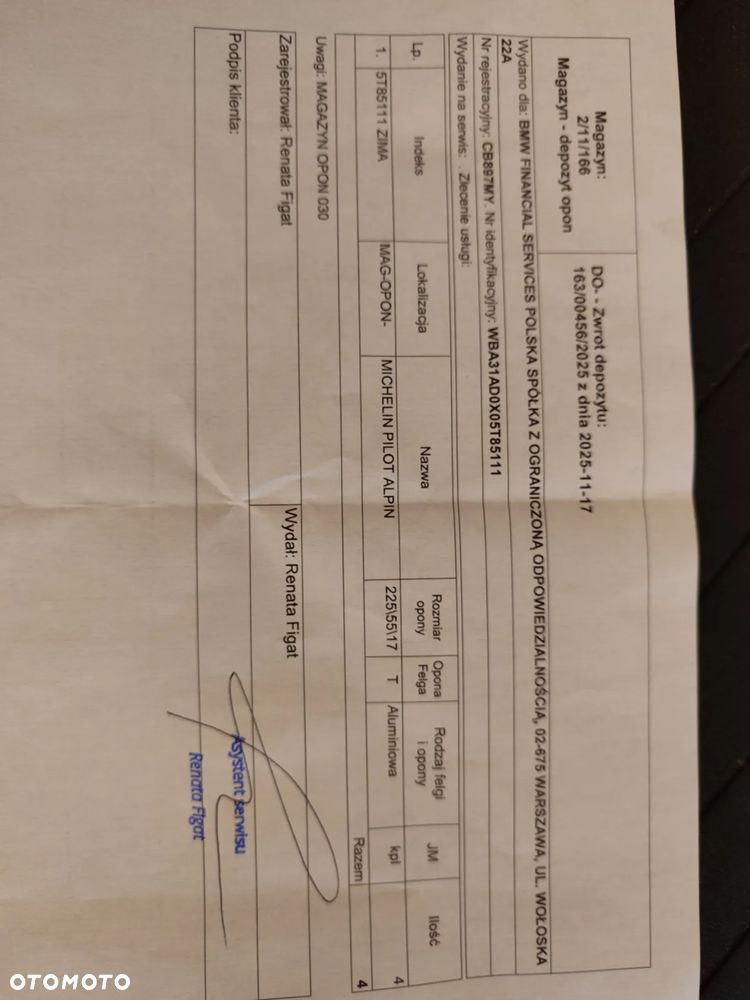 Magazyn:
2/11/166
Magazyn - depozyt opon
DO- - Zwrot depozytu:
163/00456/2025 z dnia 2025-11-17
Wydano dla: BMW FINANCIAL SERVICES POLSKA SPÓŁKA Z OGRANICZONĄ ODPOWIEDZIALNOŚCIĄ, 02-675 WARSZAWA, UL. WOŁOSKA
22A
Nr rejestracyjny: CB897MY. Nr identyfikacyjny: WBA31AD0X05T85111
Wydanie na serwis: . Zlecenie usługi:
Lp. Indeks Lokalizacja Nazwa Rozmiar opony Opona Felga Rodzaj felgi i opony JM Ilość
1. 5T85111 ZIMA MAG-OPON- MICHELIN PILOT ALPIN 225\55\17 T Aluminiowa kpl 4
Razem 4
Uwagi: MAGAZYN OPON 030
Zarejestrował: Renata Figat
Wydał: Renata Figat
Podpis klienta:
Asystent serwisu
Renata Figat
OTOMOTO